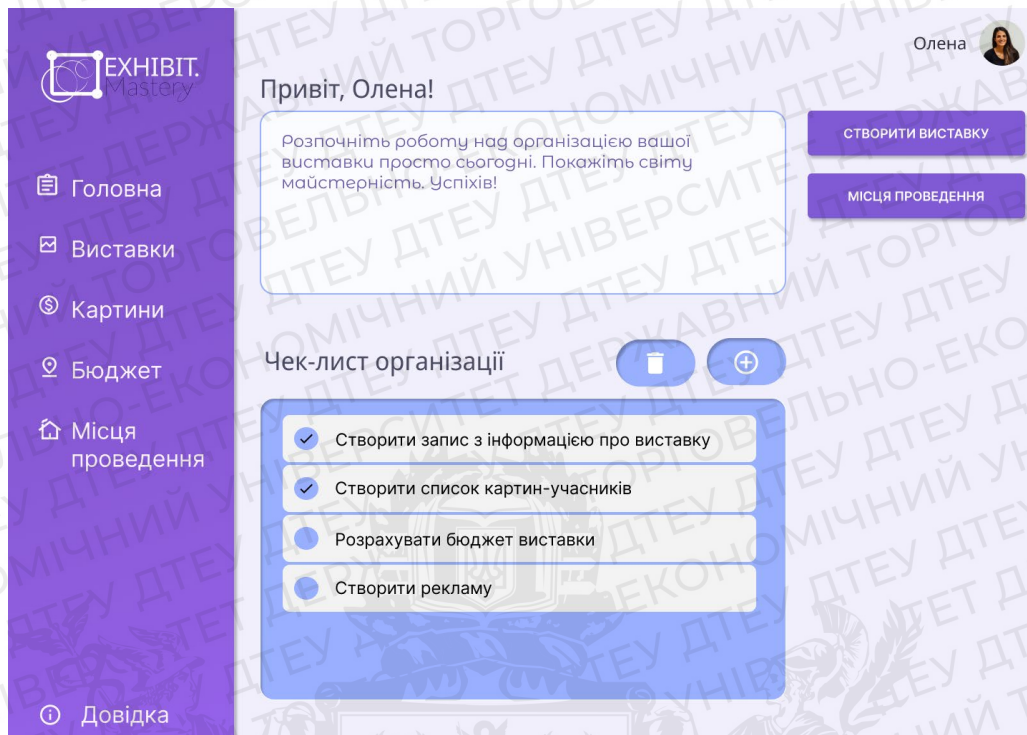 EXHIBIT.
Mastery
Олена
Привіт, Олена!
Розпочніть роботу над організацією вашої
виставки просто сьогодні. Покажіть світу
майстерність. Успіхів!
СТВОРИТИ ВИСТАВКУ
МІСЦЯ ПРОВЕДЕННЯ
Головна
Виставки
Картини
Бюджет
Місця
проведення
Довідка
Чек-лист організації
Створити запис з інформацією про виставку
Створити список картин-учасників
Розрахувати бюджет виставки
Створити рекламу